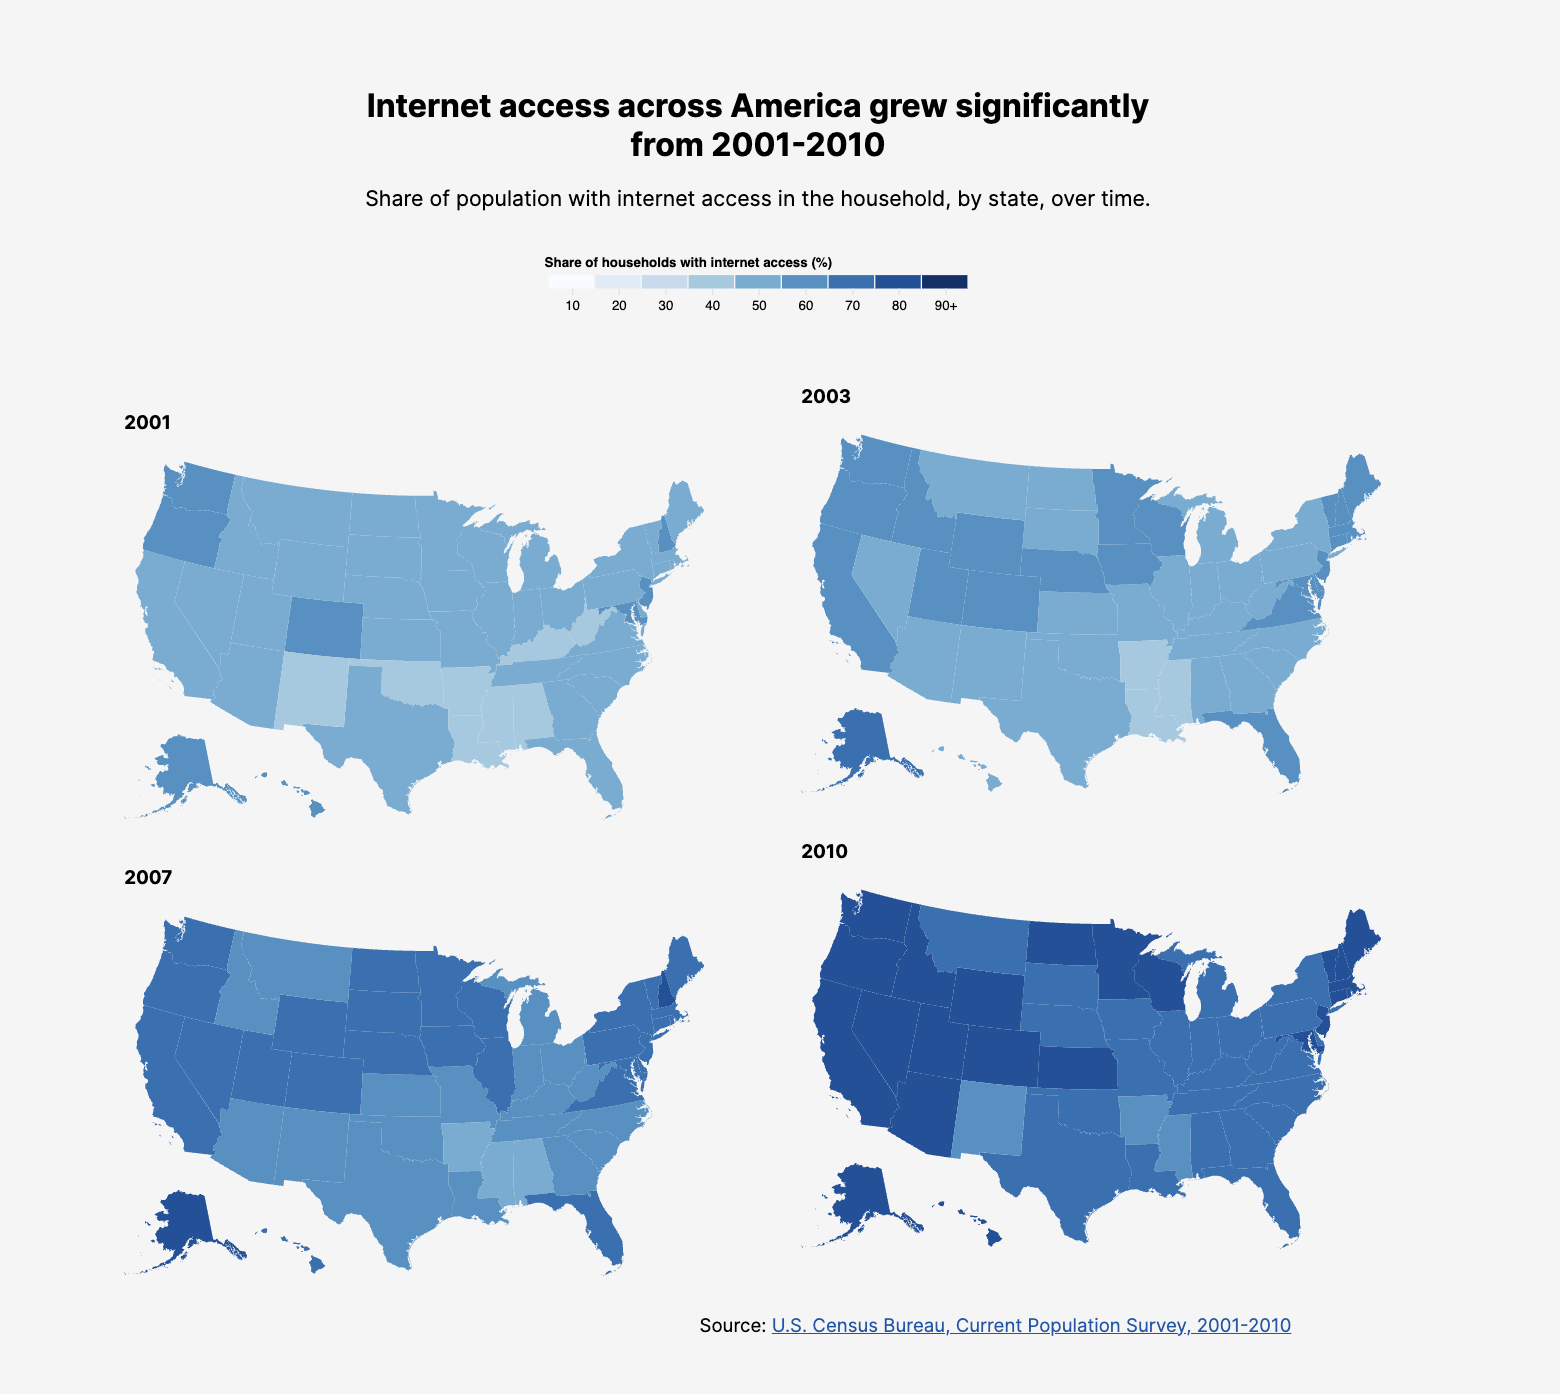 Internet access across America grew significantly
from 2001-2010
Share of population with internet access in the household, by state, over time.
Share of households with internet access (%)
10 20 30 40 50 60 70 80 90+
2001
2003
2007
2010
Source: U.S. Census Bureau, Current Population Survey, 2001-2010